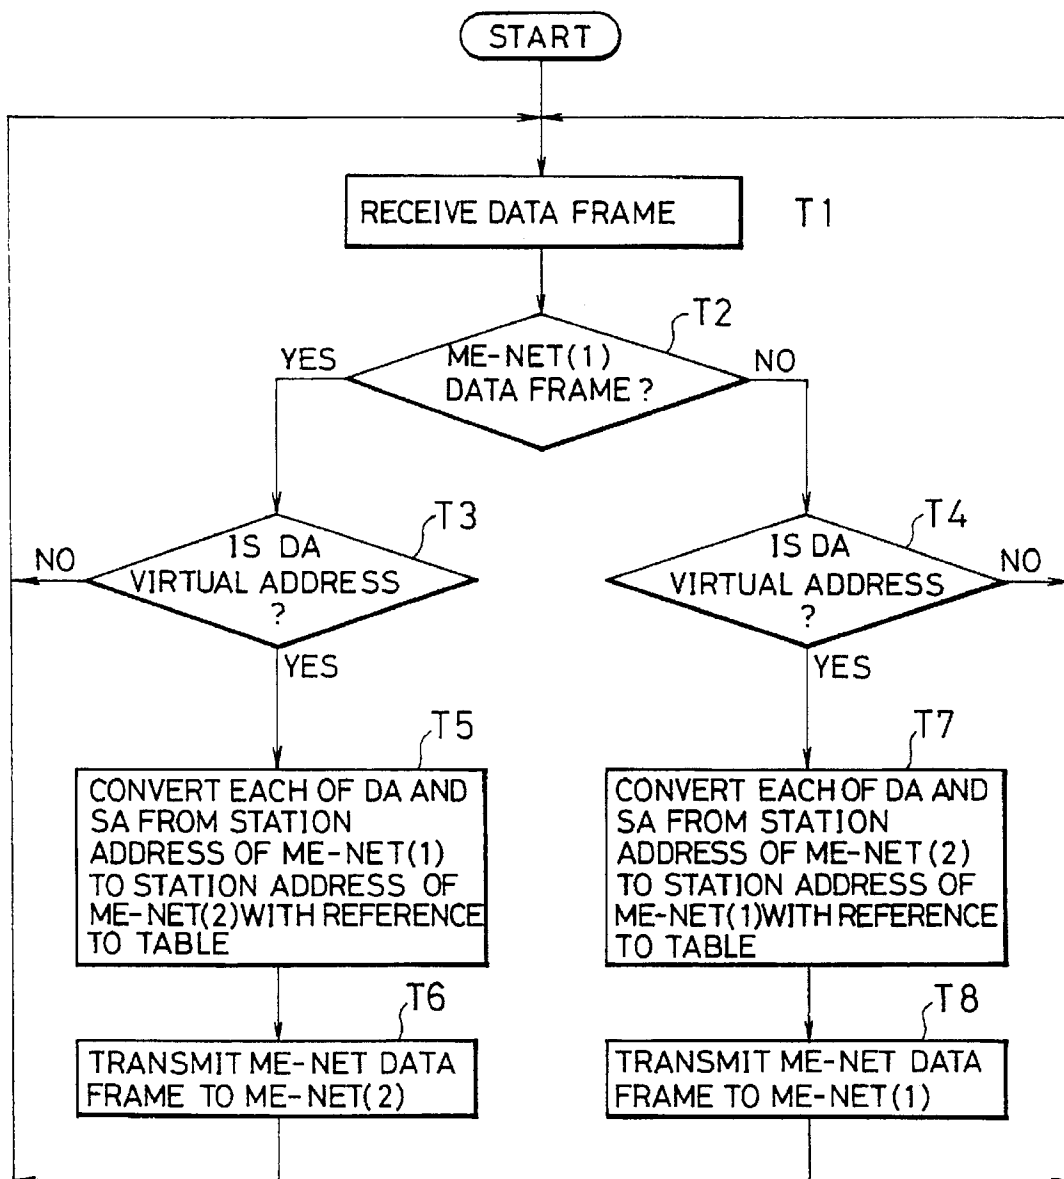 START
RECEIVE DATA FRAME
T1
T2
YES
ME-NET(1)
DATA FRAME?
NO
T3
NO
IS DA
VIRTUAL ADDRESS
?
YES
T4
IS DA
VIRTUAL ADDRESS
?
NO
YES
T5
CONVERT EACH OF DA AND
SA FROM STATION
ADDRESS OF ME-NET(1)
TO STATION ADDRESS OF
ME-NET(2) WITH REFERENCE
TO TABLE
T7
CONVERT EACH OF DA AND
SA FROM STATION
ADDRESS OF ME-NET(2)
TO STATION ADDRESS OF
ME-NET(1) WITH REFERENCE
TO TABLE
T6
TRANSMIT ME-NET DATA
FRAME TO ME-NET(2)
T8
TRANSMIT ME-NET DATA
FRAME TO ME-NET(1)